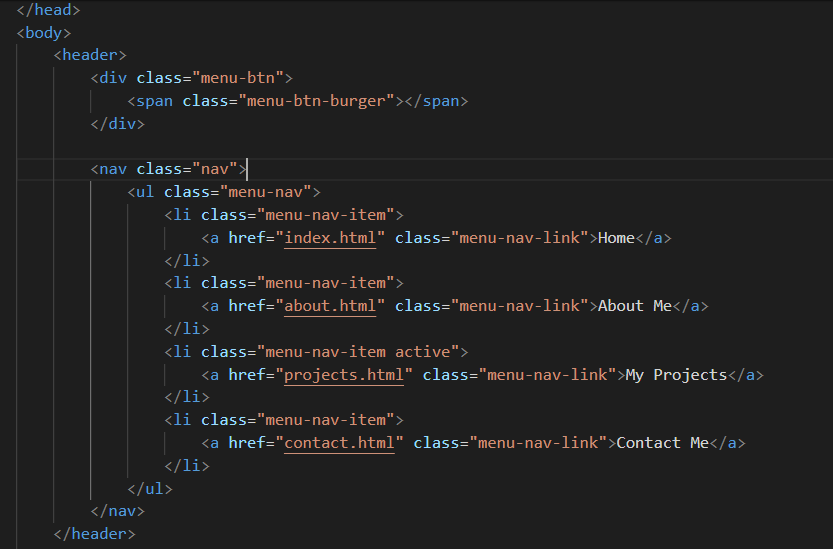 </head>
<body>
    <header>
        <div class="menu-btn">
            <span class="menu-btn-burger"></span>
        </div>

        <nav class="nav">
            <ul class="menu-nav">
                <li class="menu-nav-item">
                    <a href="index.html" class="menu-nav-link">Home</a>
                </li>
                <li class="menu-nav-item">
                    <a href="about.html" class="menu-nav-link">About Me</a>
                </li>
                <li class="menu-nav-item active">
                    <a href="projects.html" class="menu-nav-link">My Projects</a>
                </li>
                <li class="menu-nav-item">
                    <a href="contact.html" class="menu-nav-link">Contact Me</a>
                </li>
            </ul>
        </nav>
    </header>